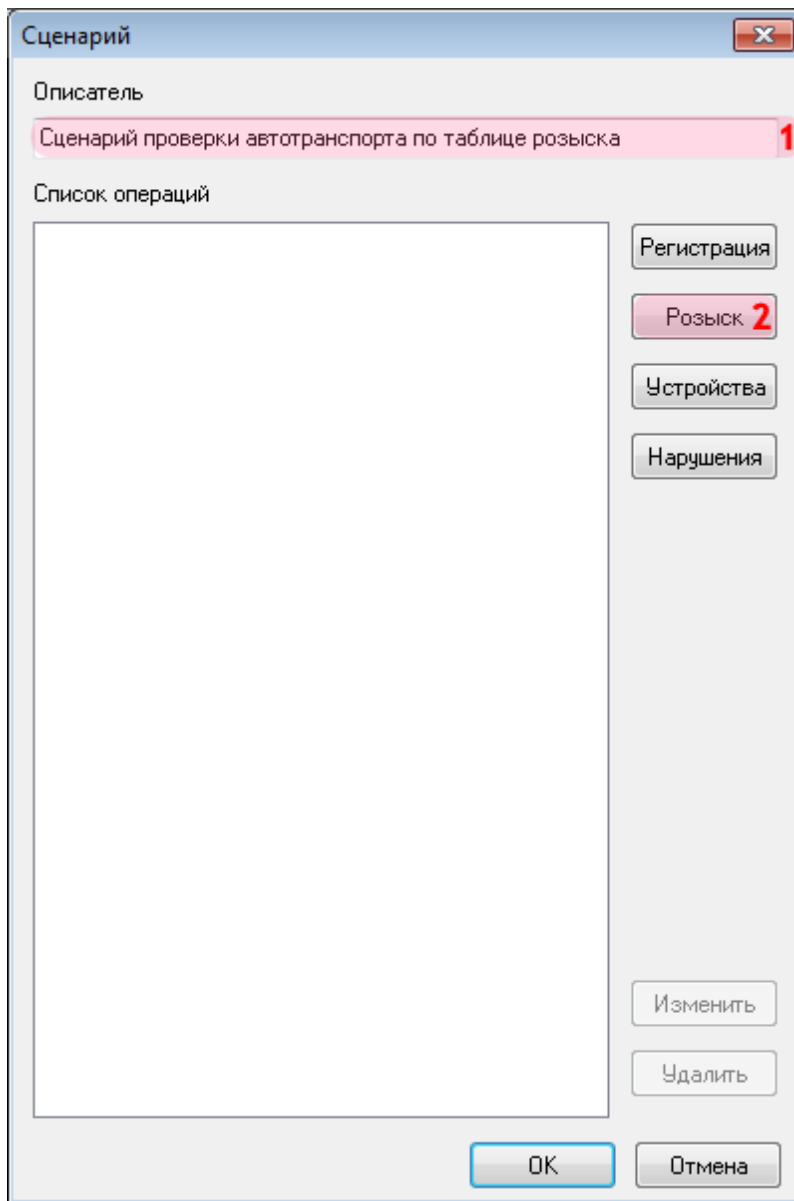 Сценарий
Описатель
Сценарий проверки автотранспорта по таблице розыска 1
Список операций
Регистрация
Розыск 2
Устройства
Нарушения
Изменить
Удалить
ОК
Отмена